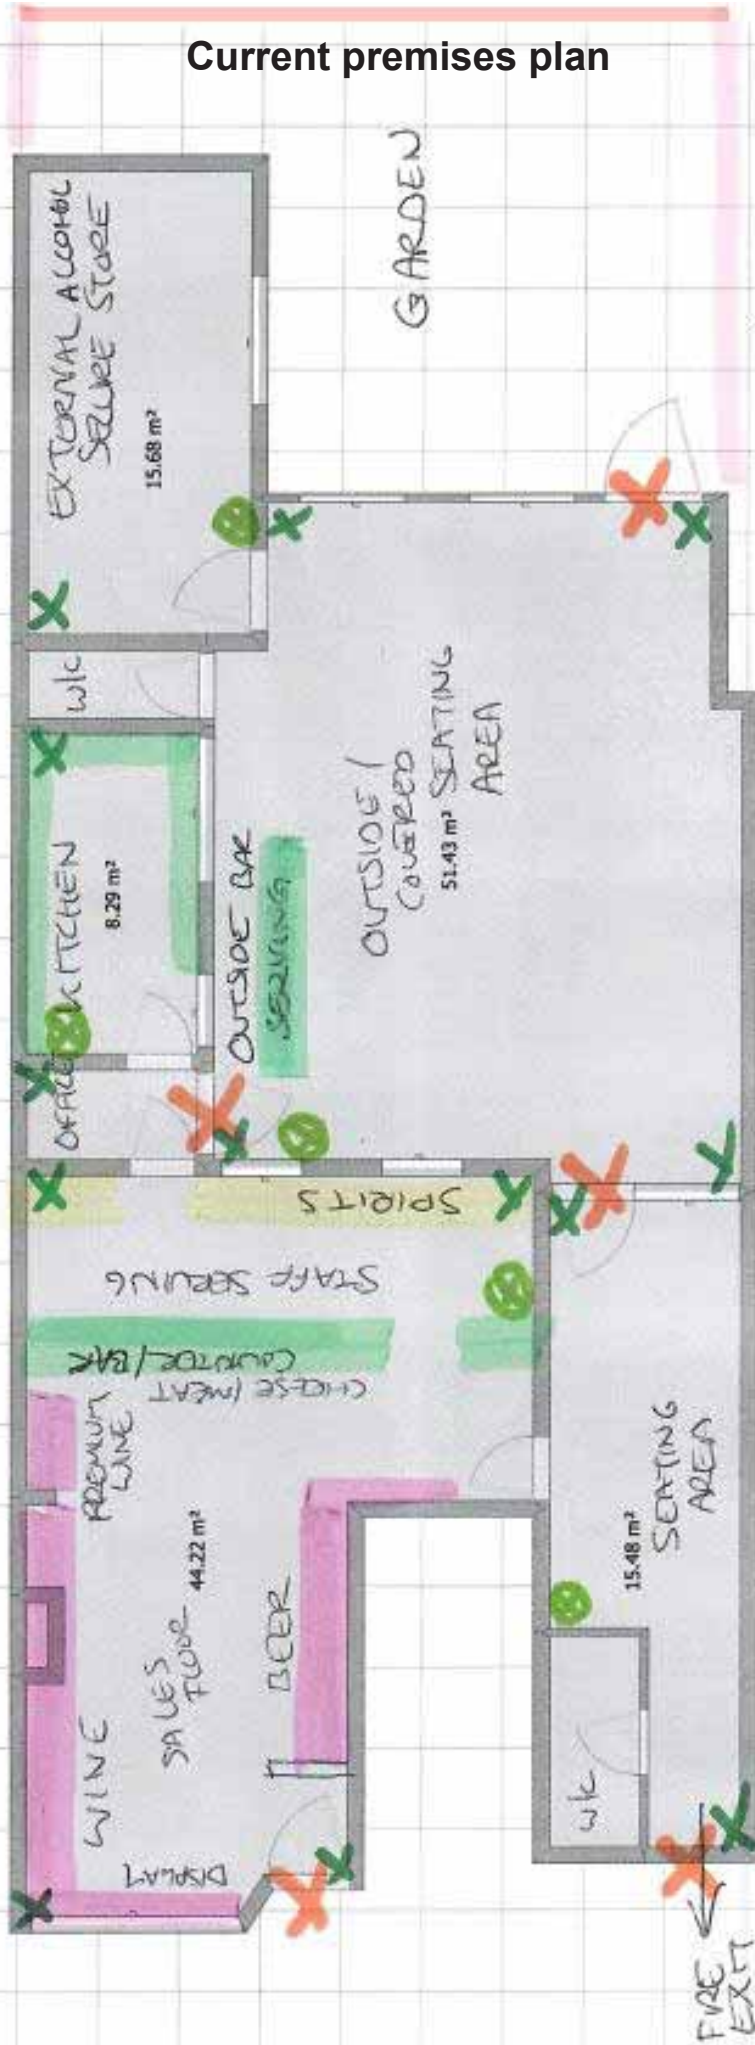 Current premises plan
GARDEN
EXTERNAL ALCOHOL
SECURE STORE
15.68 m²
W/C
KITCHEN
8.29 m²
OFFICE
OUTSIDE BAR
SERVING
OUTSIDE /
COVERED
51.43 m² SEATING
AREA
SPIRITS
STAFF SERVING
COUNTER/BAR
CHEESE/MEAT
PREMIUM
WINE
WINE
SALES
FLOOR 44.22 m²
BEER
DISPLAY
15.48 m²
SEATING
AREA
W/C
FIRE
EXIT